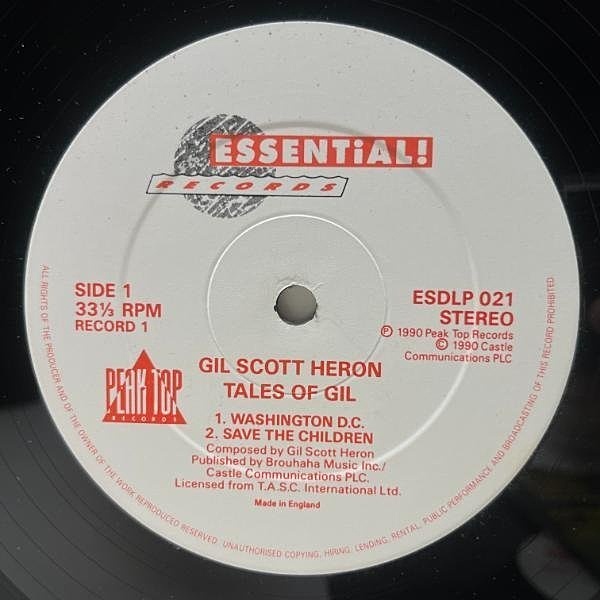 ESSENTiAL!
RECORDS
SIDE 1
33⅓ RPM
RECORD 1
ESDLP 021
STEREO
Ⓟ 1990 Peak Top Records
© 1990 Castle
Communications PLC
PEAK TOP
RECORDS
GIL SCOTT HERON
TALES OF GIL
1. WASHINGTON D.C.
2. SAVE THE CHILDREN
Composed by Gil Scott Heron
Published by Brouhaha Music Inc./
Castle Communications PLC.
Licensed from T.A.S.C. International Ltd.
Made in England
ALL RIGHTS OF THE PRODUCER AND OF THE OWNER OF THE WORK REPRODUCED RESERVED. UNAUTHORISED COPYING, HIRING, LENDING, RENTAL, PUBLIC PERFORMANCE AND BROADCASTING OF THIS RECORD PROHIBITED